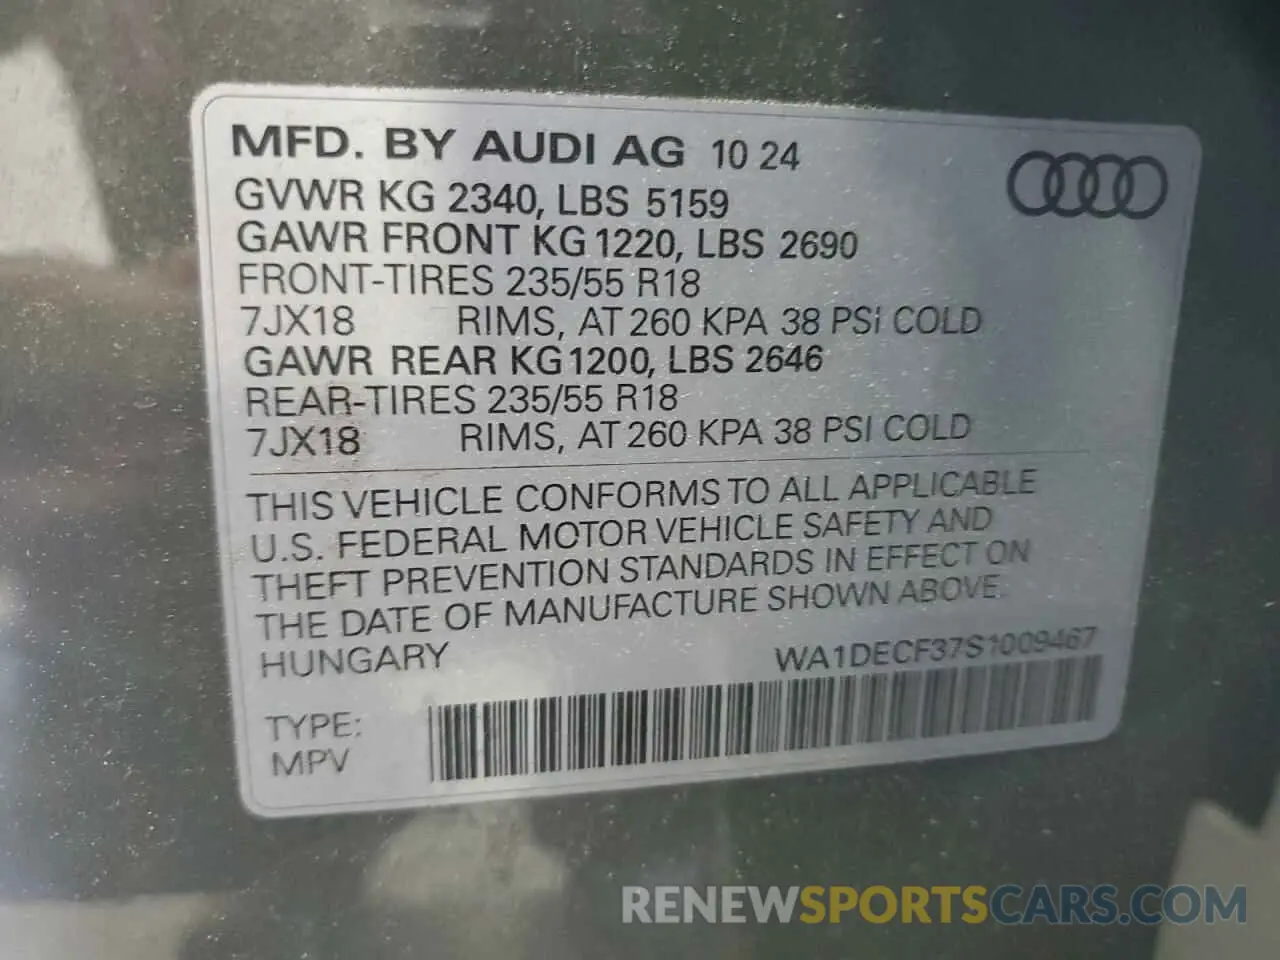 MFD. BY AUDI AG 10 24
GVWR KG 2340, LBS 5159
GAWR FRONT KG 1220, LBS 2690
FRONT-TIRES 235/55 R18
7JX18 RIMS, AT 260 KPA 38 PSI COLD
GAWR REAR KG 1200, LBS 2646
REAR-TIRES 235/55 R18
7JX18 RIMS, AT 260 KPA 38 PSI COLD
THIS VEHICLE CONFORMS TO ALL APPLICABLE
U.S. FEDERAL MOTOR VEHICLE SAFETY AND
THEFT PREVENTION STANDARDS IN EFFECT ON
THE DATE OF MANUFACTURE SHOWN ABOVE.
HUNGARY WA1DECF37S1009467
TYPE:
MPV
RENEWSPORTSCARS.COM